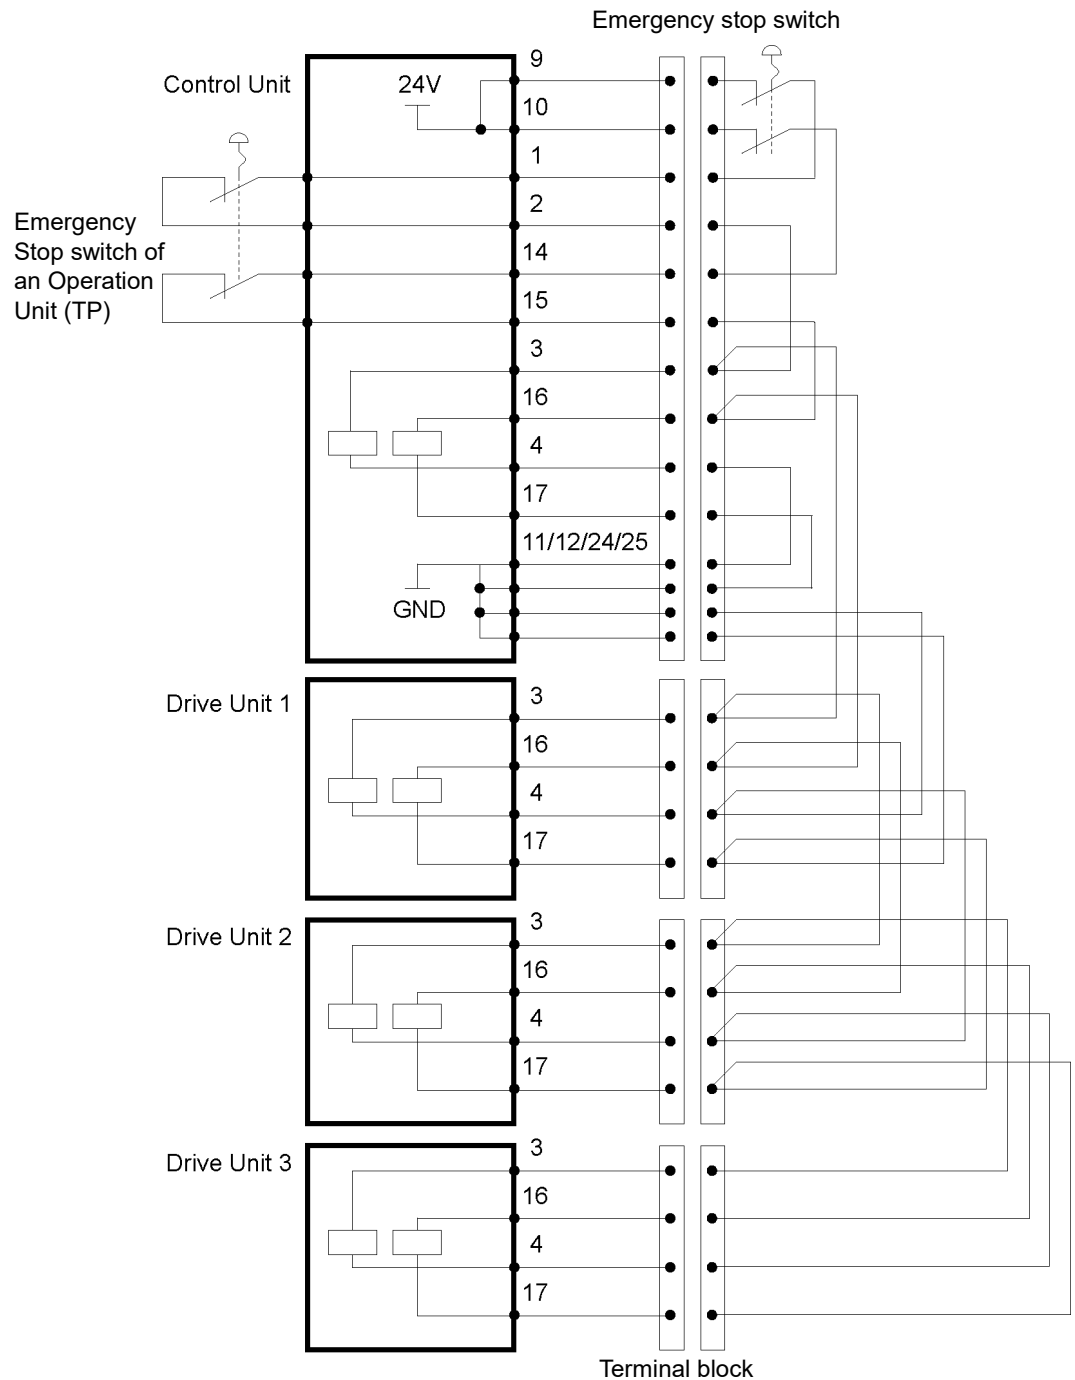 Emergency stop switch
Control Unit
24V
9
10
1
2
14
15
3
16
4
17
11/12/24/25
GND
Emergency
Stop switch of
an Operation
Unit (TP)
Drive Unit 1
3
16
4
17
Drive Unit 2
3
16
4
17
Drive Unit 3
3
16
4
17
Terminal block